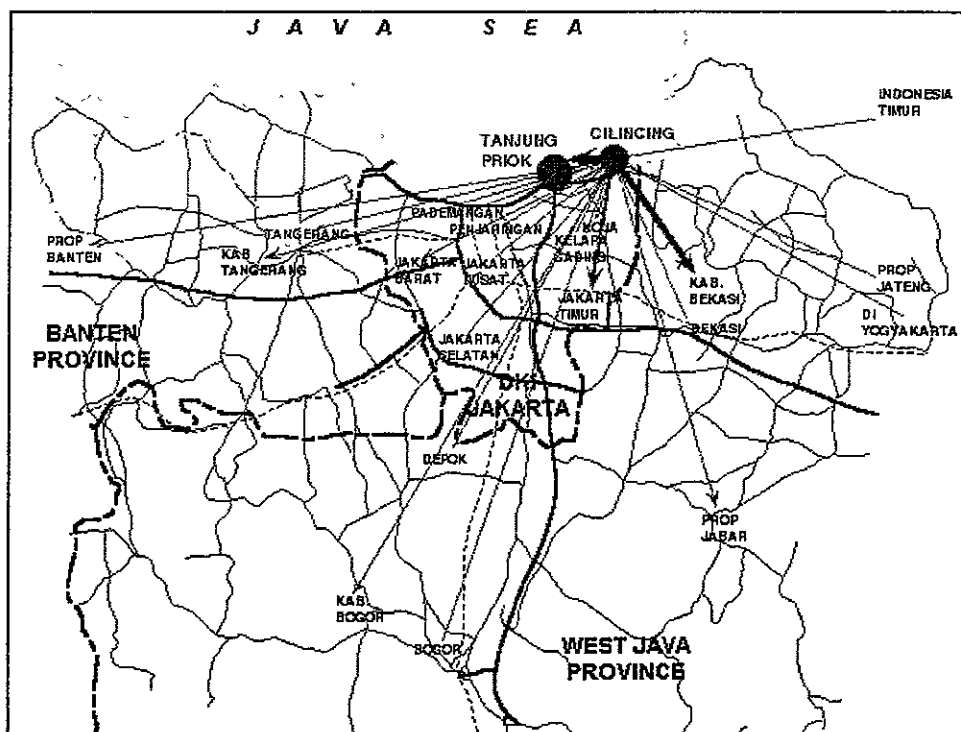 JAVA SEA
INDONESIA
TIMUR
TANJUNG
PRIOK
CILINCING
PADEMANGAN
PENJARINGAN
KOJA
KELAPA
GADING
PROP
BANTEN
TANGERANG
KAB
TANGERANG
JAKARTA
BARAT
JAKARTA
PUSAT
JAKARTA
TIMUR
KAB.
BEKASI
PROP
JATENG
DI
YOGYAKARTA
BEKASI
BANTEN
PROVINCE
JAKARTA
SELATAN
DKI
JAKARTA
DEPOK
PROP
JABAR
KAB.
BOGOR
BOGOR
WEST JAVA
PROVINCE